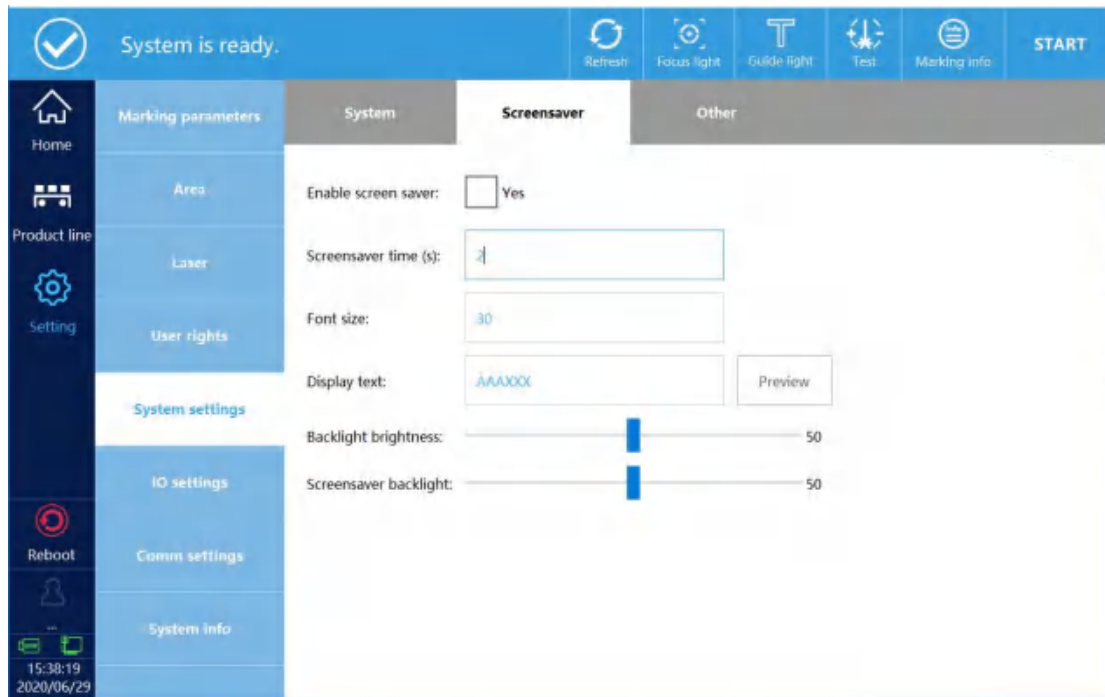 System is ready.
Refresh
Focus light
Guide light
Test
Marking info
START
Home
Product line
Setting
Reboot
...
15:38:19
2020/06/29
Marking parameters
Area
Laser
User rights
System settings
IO settings
Comm settings
System info
System
Screensaver
Other
Enable screen saver: Yes
Screensaver time (s): 2
Font size: 30
Display text: AAAXXX Preview
Backlight brightness: 50
Screensaver backlight: 50